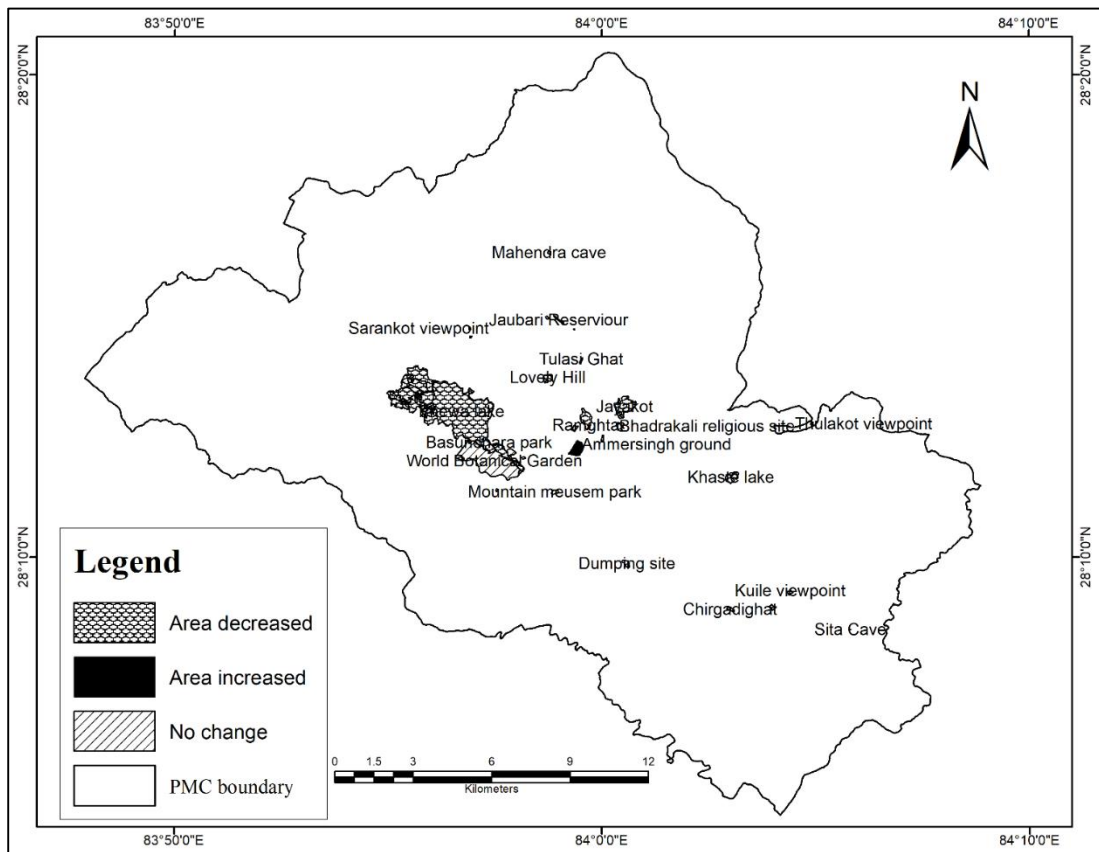 83°50'0"E 84°0'0"E 84°10'0"E
28°20'0"N 28°20'0"N
N
Mahendra cave
Jaubari Reserviour
Sarankot viewpoint
Tulasi Ghat
Lovely Hill
Jayakot
lake
Ramghat Bhadrakali religious site Thulakot viewpoint
Basundhara park Ammersingh ground
World Botanical Garden
Khaste lake
Mountain meusem park
28°10'0"N 28°10'0"N
Dumping site
Kuile viewpoint
Chirgadighat
Sita Cave
Legend
Area decreased
Area increased
No change
PMC boundary
0 1.5 3 6 9 12
Kilometers
83°50'0"E 84°0'0"E 84°10'0"E